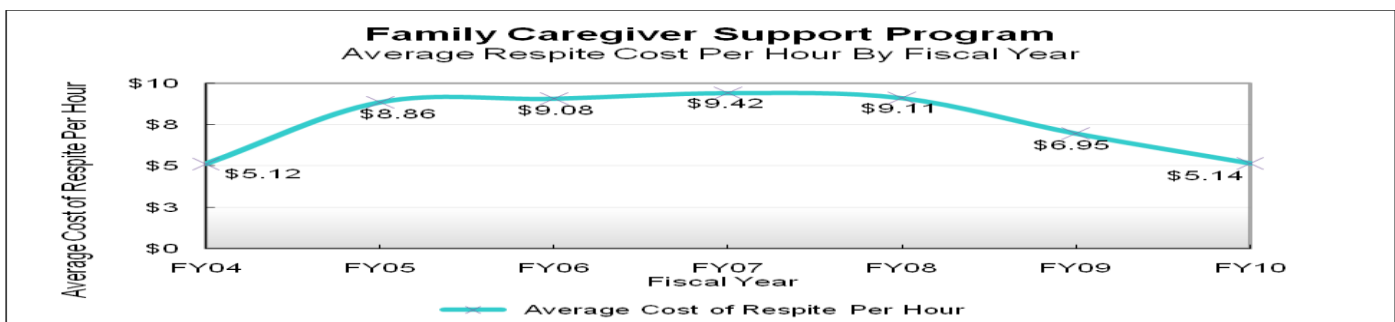 Family Caregiver Support Program
Average Respite Cost Per Hour By Fiscal Year
Average Cost of Respite Per Hour
$10
$8
$5
$3
$0
$5.12
$8.86
$9.08
$9.42
$9.11
$6.95
$5.14
FY04 FY05 FY06 FY07 FY08 FY09 FY10
Fiscal Year
Average Cost of Respite Per Hour